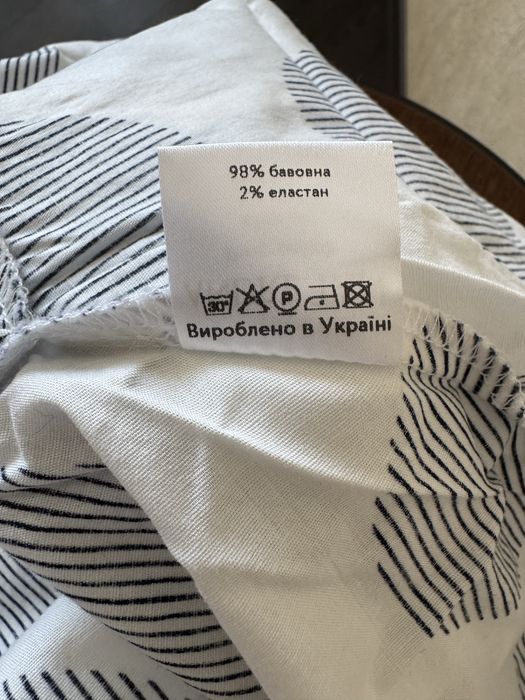 98% бавовна
2% еластан
30° P
Вироблено в Україні